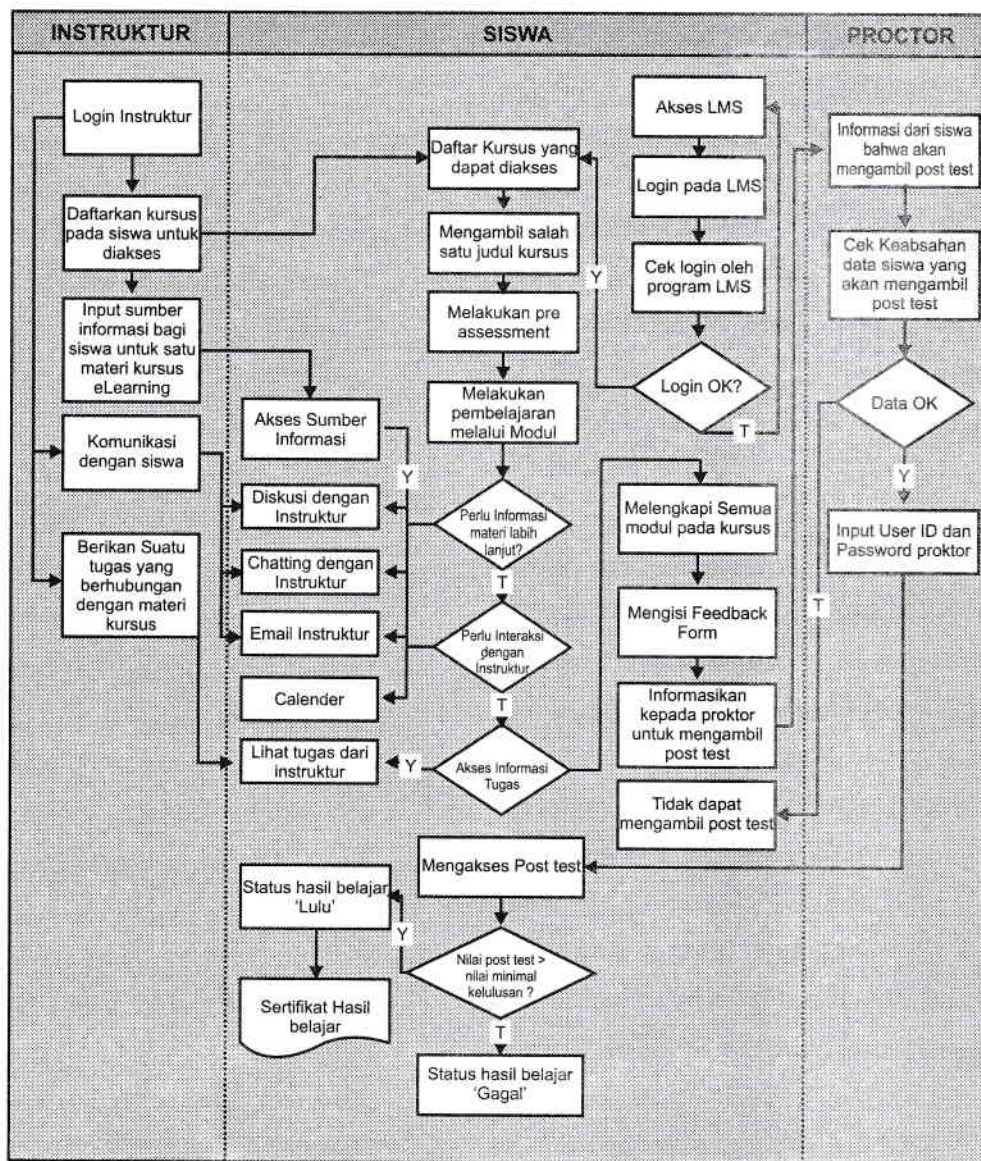 INSTRUKTUR
SISWA
PROCTOR
Login Instruktur
Daftarkan kursus
pada siswa untuk
diakses
Input sumber
informasi bagi
siswa untuk satu
materi kursus
eLearning
Komunikasi
dengan siswa
Berikan Suatu
tugas yang
berhubungan
dengan materi
kursus
Akses Sumber
Informasi
Diskusi dengan
Instruktur
Chatting dengan
Instruktur
Email Instruktur
Calender
Lihat tugas dari
instruktur
Status hasil belajar
'Lulu'
Sertifikat Hasil
belajar
Y
Y
Y
Daftar Kursus yang
dapat diakses
Mengambil salah
satu judul kursus
Melakukan pre
assessment
Melakukan
pembelajaran
melalui Modul
Perlu Informasi
materi labih
lanjut?
T
Perlu Interaksi
dengan
Instruktur
T
Akses Informasi
Tugas
Mengakses Post test
Nilai post test >
nilai minimal
kelulusan ?
T
Status hasil belajar
'Gagal'
Akses LMS
Login pada LMS
Cek login oleh
program LMS
Login OK?
Y
T
Melengkapi Semua
modul pada kursus
Mengisi Feedback
Form
Informasikan
kepada proktor
untuk mengambil
post test
Tidak dapat
mengambil post test
Informasi dari siswa
bahwa akan
mengambil post test
Cek Keabsahan
data siswa yang
akan mengambil
post test
Data OK
Y
T
Input User ID dan
Password proktor